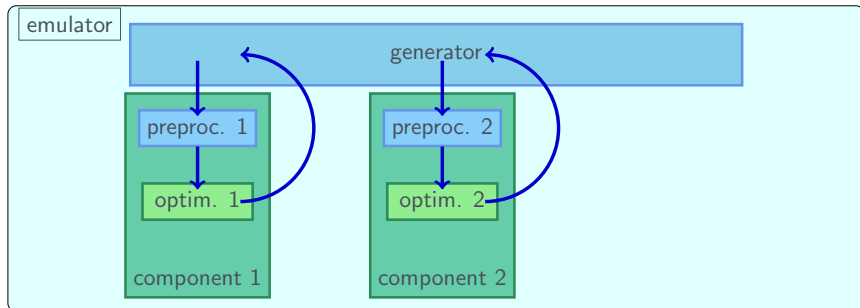 emulator
generator
preproc. 1
preproc. 2
optim. 1
optim. 2
component 1
component 2